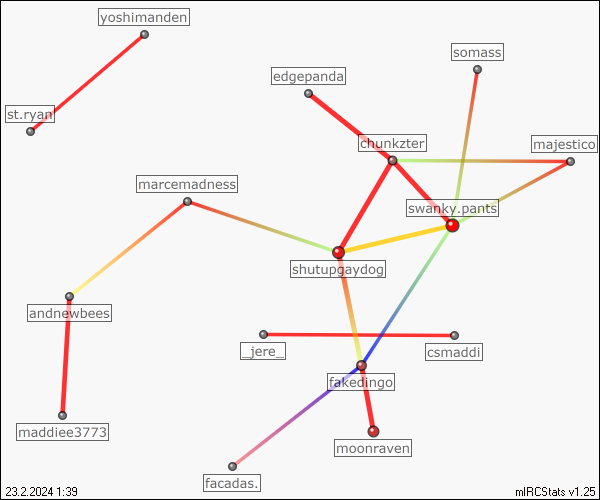 yoshimanden
somass
edgepanda
st.ryan
chunkzter
majestico
marcemadness
swanky.pants
shutupgaydog
andnewbees
_jere_
csmaddi
fakedingo
maddiee3773
moonraven
facadas.
23.2.2024 1:39
mIRCStats v1.25